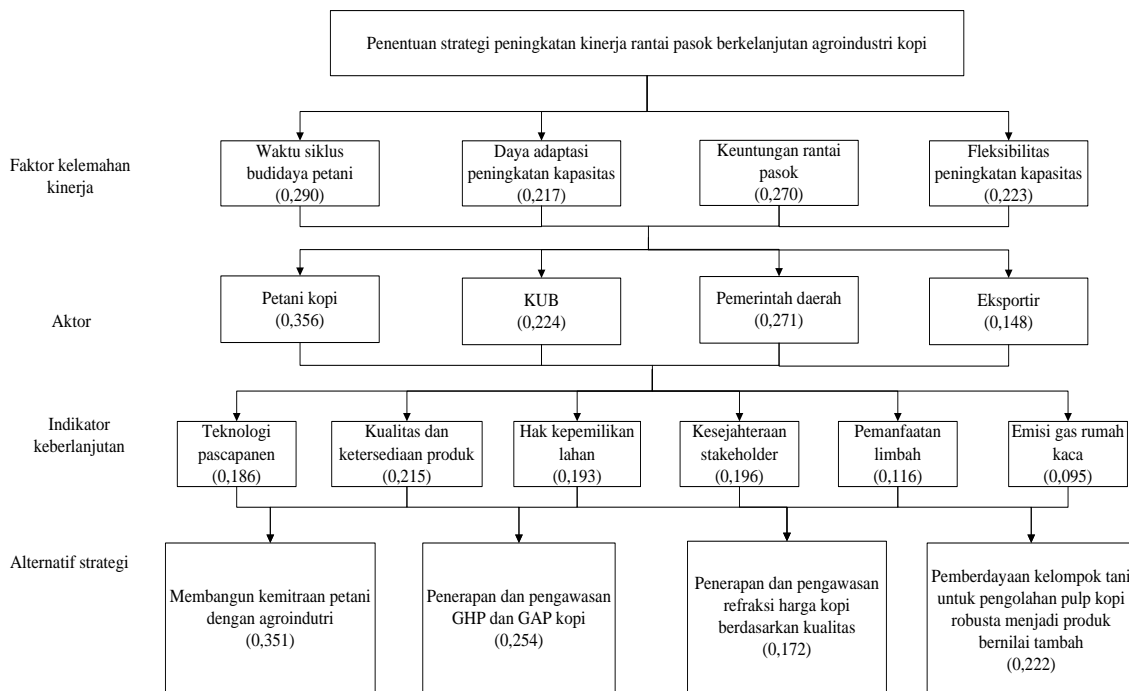 Penentuan strategi peningkatan kinerja rantai pasok berkelanjutan agroindustri kopi
Faktor kelemahan
kinerja
Waktu siklus
budidaya petani
(0,290)
Daya adaptasi
peningkatan kapasitas
(0,217)
Keuntungan rantai
pasok
(0,270)
Fleksibilitas
peningkatan kapasitas
(0,223)
Aktor
Petani kopi
(0,356)
KUB
(0,224)
Pemerintah daerah
(0,271)
Eksportir
(0,148)
Indikator
keberlanjutan
Teknologi
pascapanen
(0,186)
Kualitas dan
ketersediaan produk
(0,215)
Hak kepemilikan
lahan
(0,193)
Kesejahteraan
stakeholder
(0,196)
Pemanfaatan
limbah
(0,116)
Emisi gas rumah
kaca
(0,095)
Alternatif strategi
Membangun kemitraan petani
dengan agroindutri
(0,351)
Penerapan dan pengawasan
GHP dan GAP kopi
(0,254)
Penerapan dan pengawasan
refraksi harga kopi
berdasarkan kualitas
(0,172)
Pemberdayaan kelompok tani
untuk pengolahan pulp kopi
robusta menjadi produk
bernilai tambah
(0,222)